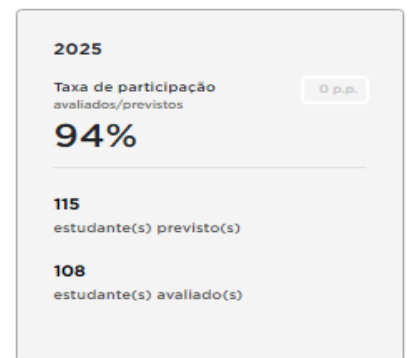 2025
Taxa de participação
0 p.p.
avaliados/previstos
94%
115
estudante(s) previsto(s)
108
estudante(s) avaliado(s)